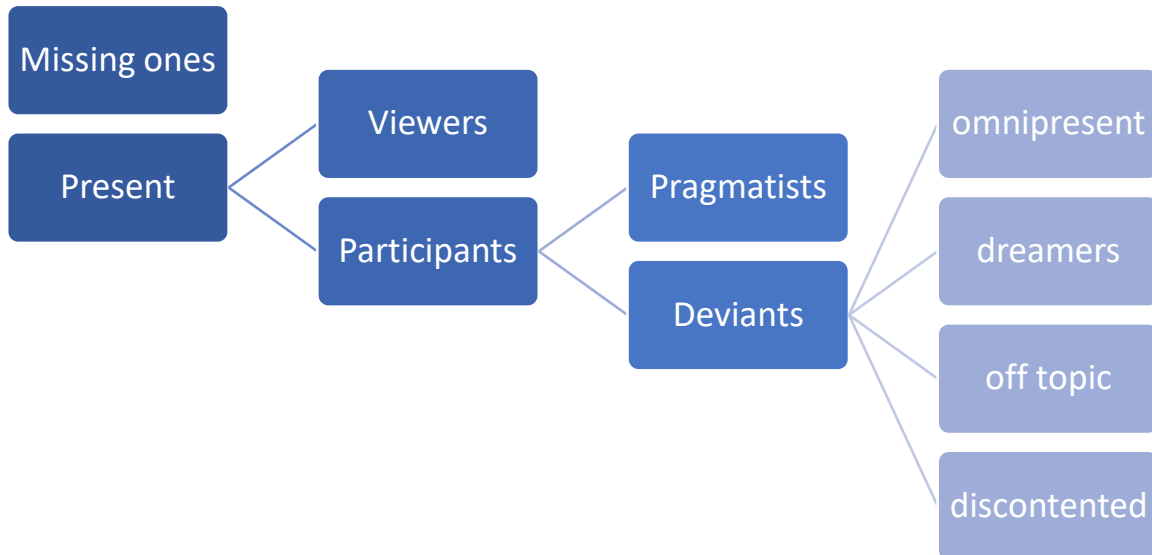 Missing ones
Present
Viewers
Participants
Pragmatists
Deviants
omnipresent
dreamers
off topic
discontented